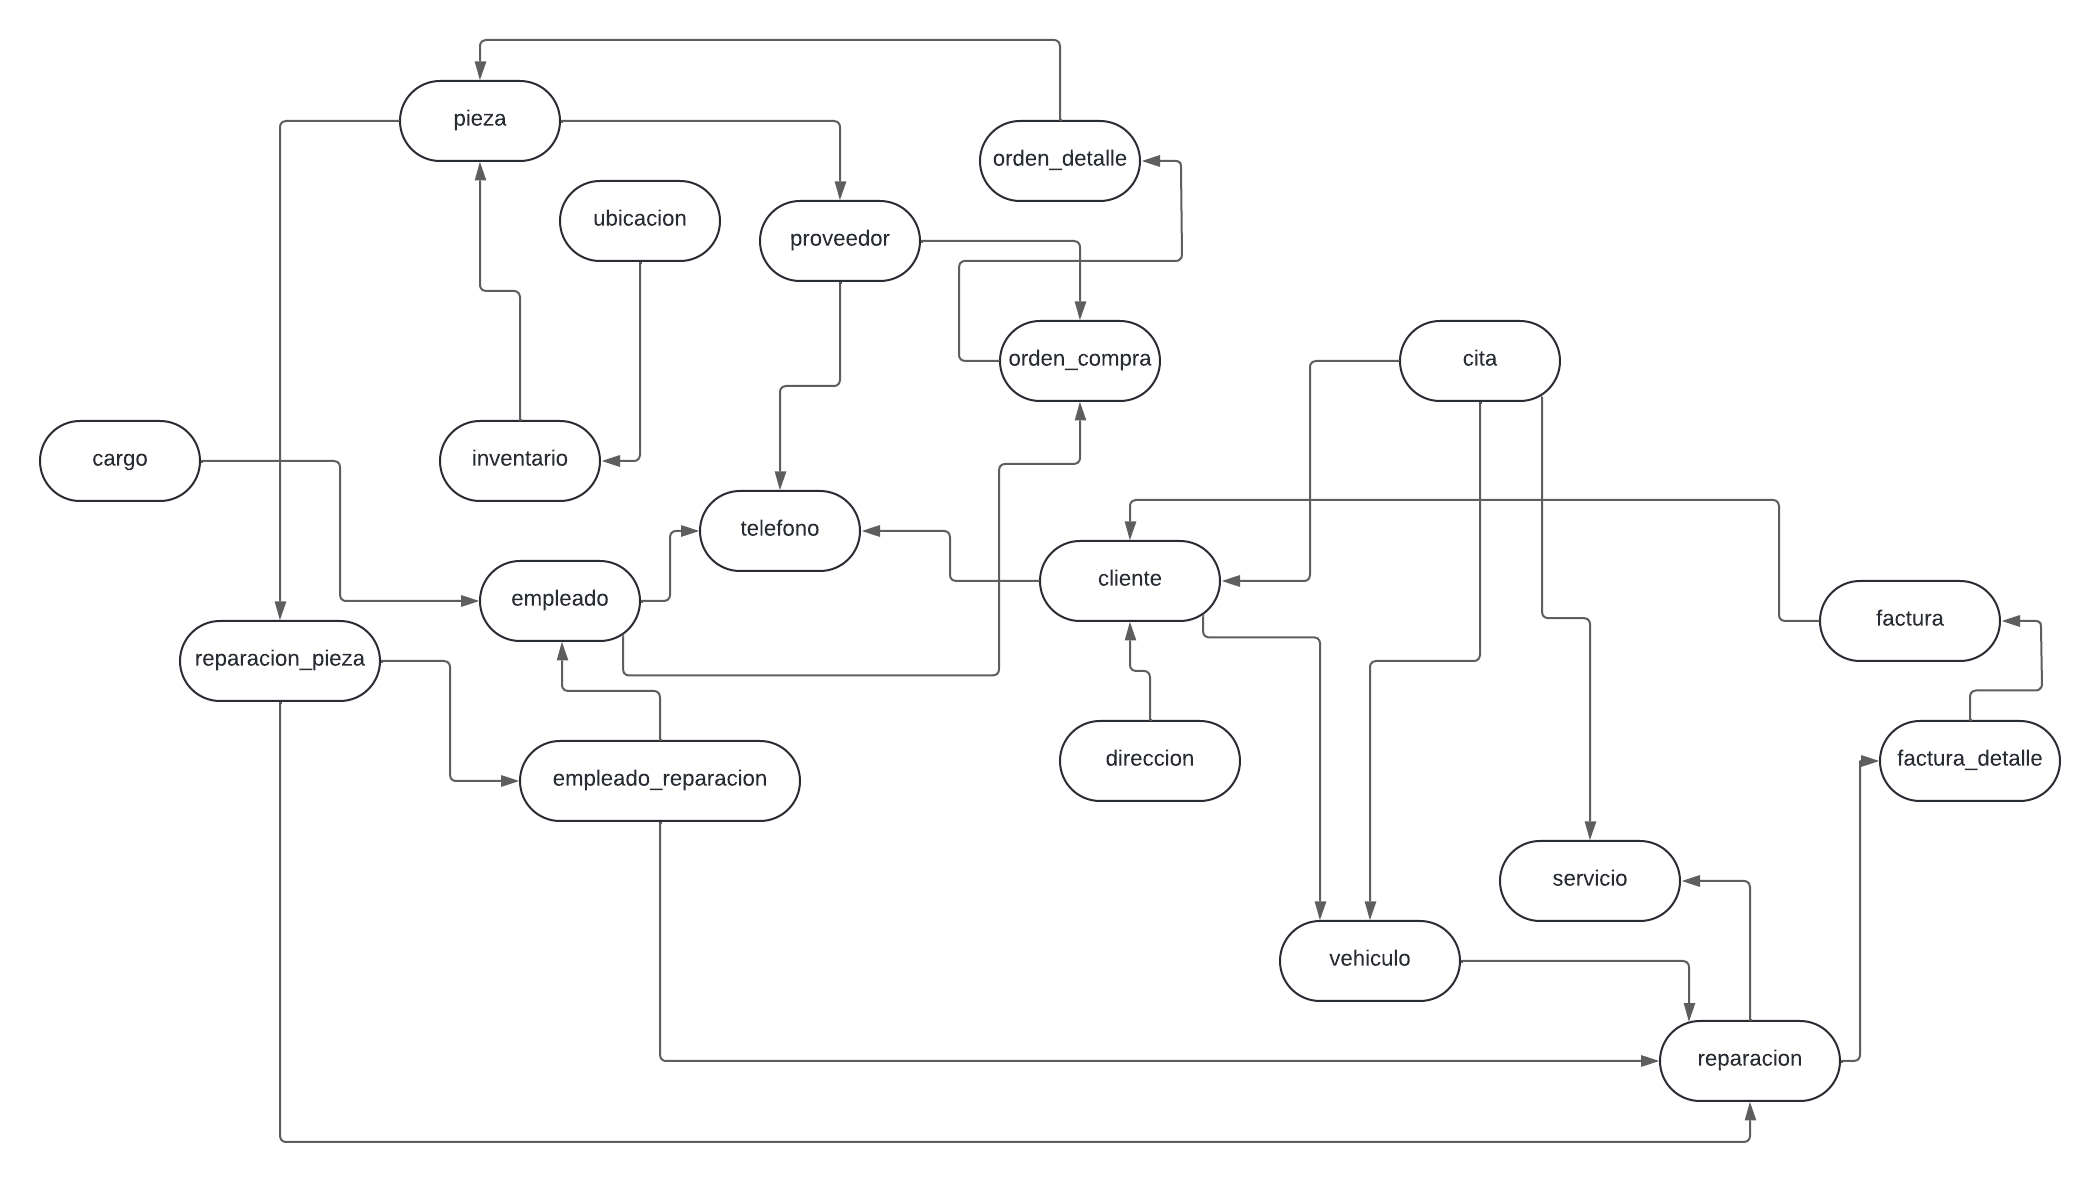 pieza
orden_detalle
ubicacion
proveedor
orden_compra
cita
cargo
inventario
telefono
cliente
empleado
factura
reparacion_pieza
direccion
factura_detalle
empleado_reparacion
servicio
vehiculo
reparacion